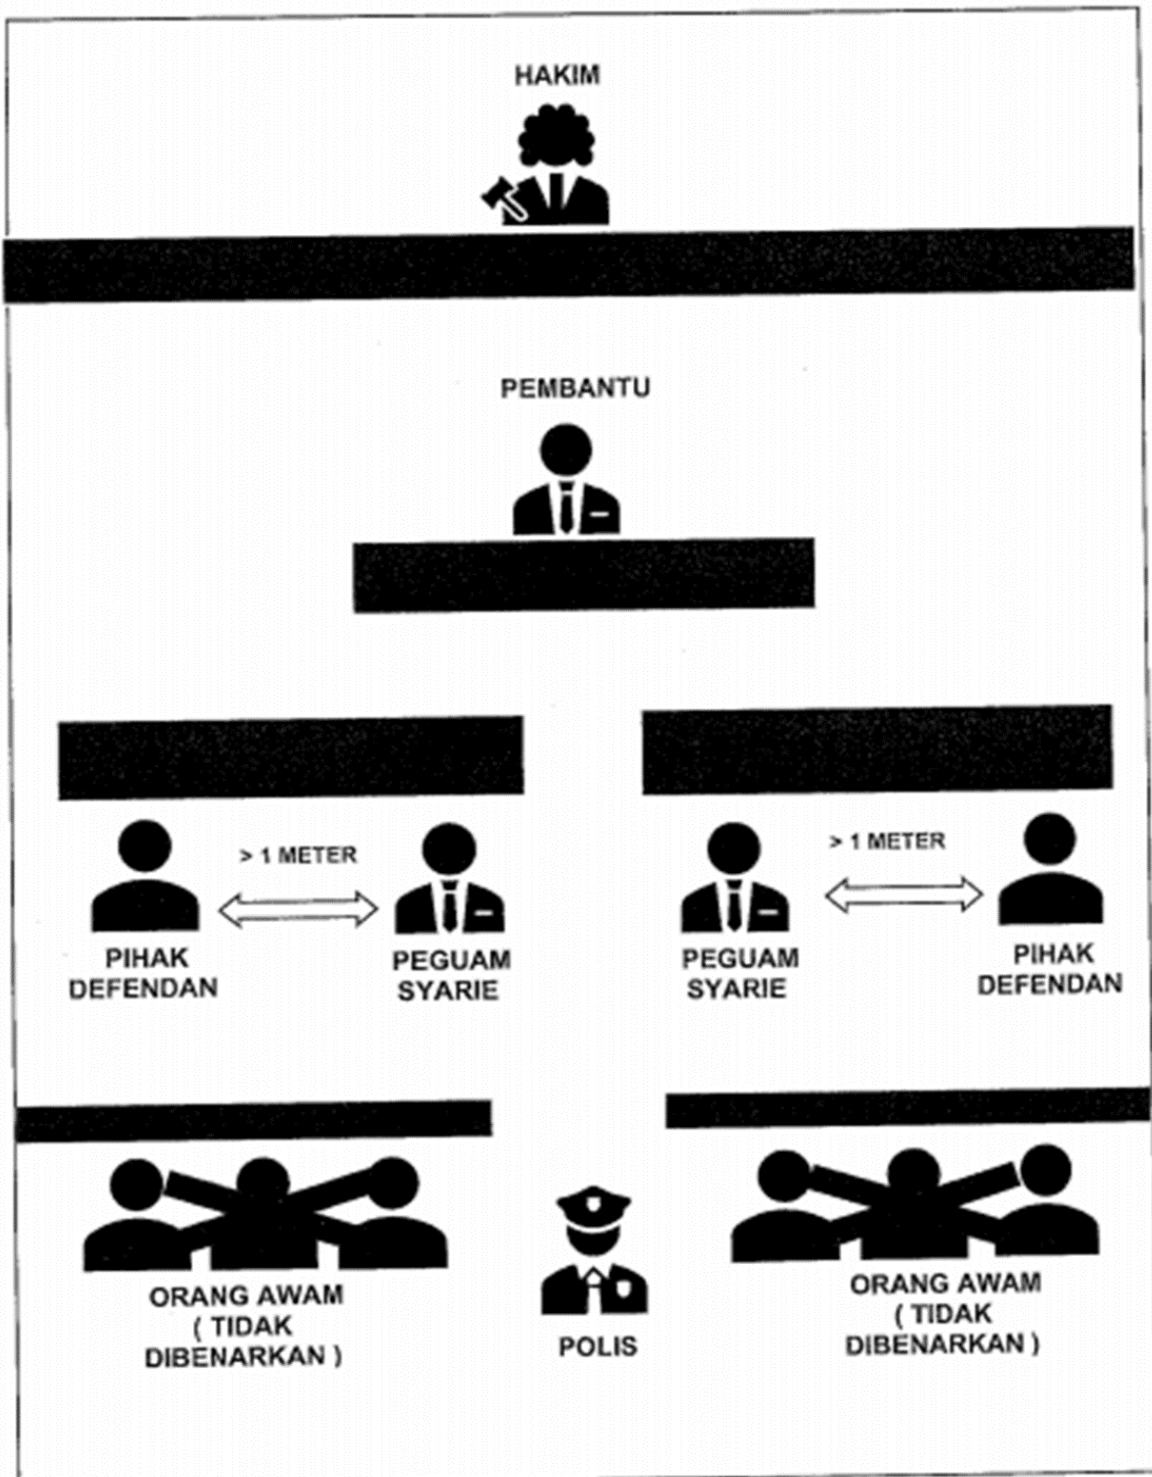 HAKIM
PEMBANTU
> 1 METER
> 1 METER
PIHAK
DEFENDAN
PEGUAM
SYARIE
PEGUAM
SYARIE
PIHAK
DEFENDAN
ORANG AWAM
( TIDAK
DIBENARKAN )
POLIS
ORANG AWAM
( TIDAK
DIBENARKAN )